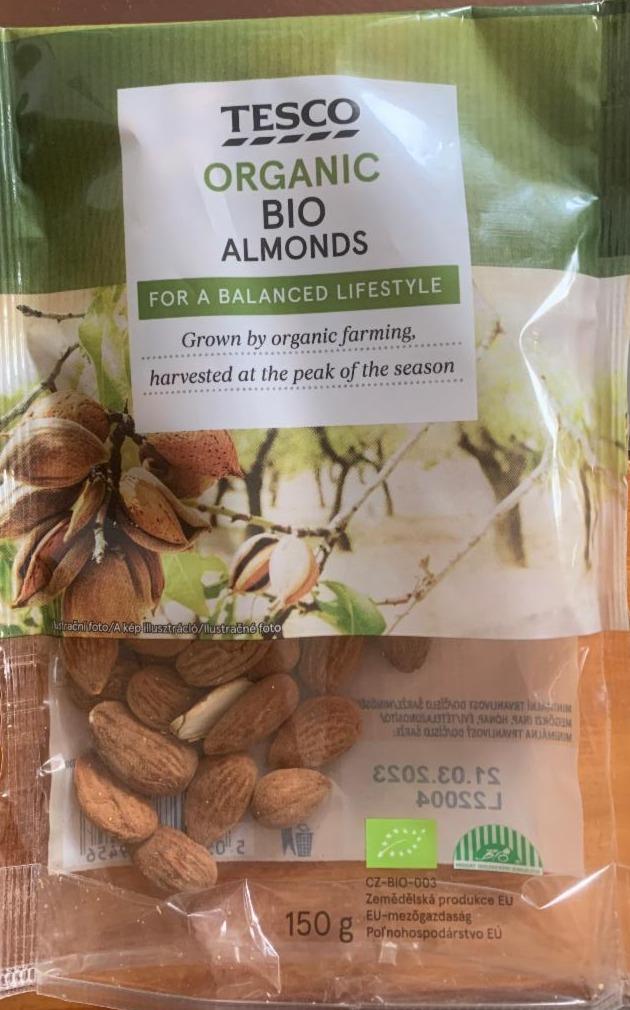 TESCO
ORGANIC
BIO
ALMONDS
FOR A BALANCED LIFESTYLE
Grown by organic farming,
harvested at the peak of the season
foto/A kép illusztráció/Ilustračné foto
21.03.2023
L22004
CZ-BIO-003
Zemědělská produkce EU
150 g
EU-mezőgazdaság
Poľnohospodárstvo EÚ